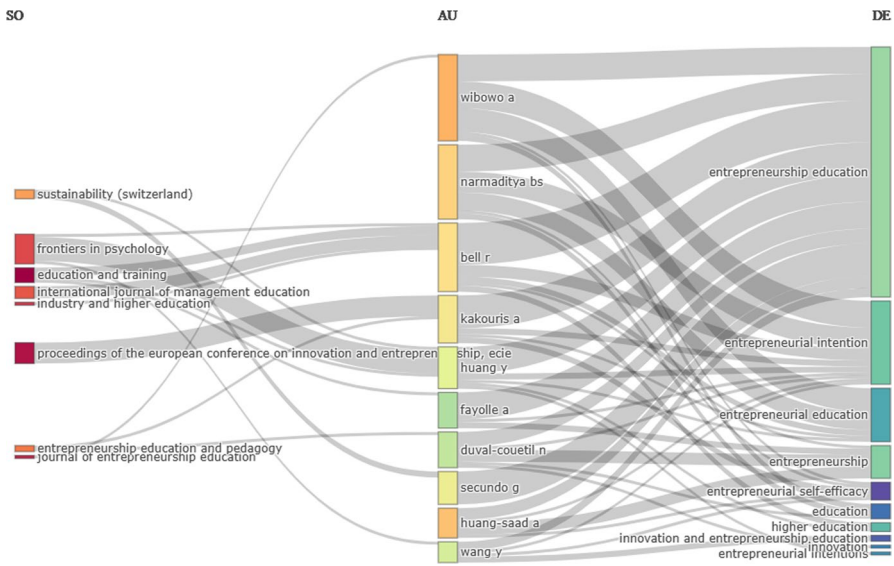 SO
AU
DE
sustainability (switzerland)
frontiers in psychology
education and training
international journal of management education
industry and higher education
proceedings of the european conference on innovation and entrepreneurship, ecie
entrepreneurship education and pedagogy
journal of entrepreneurship education
wibowo a
narmaditya bs
bell r
kakouris a
huang y
fayolle a
duval-couetil n
secundo g
huang-saad a
wang y
entrepreneurship education
entrepreneurial intention
entrepreneurial education
entrepreneurship
entrepreneurial self-efficacy
education
higher education
innovation and entrepreneurship education
innovation
entrepreneurial intentions